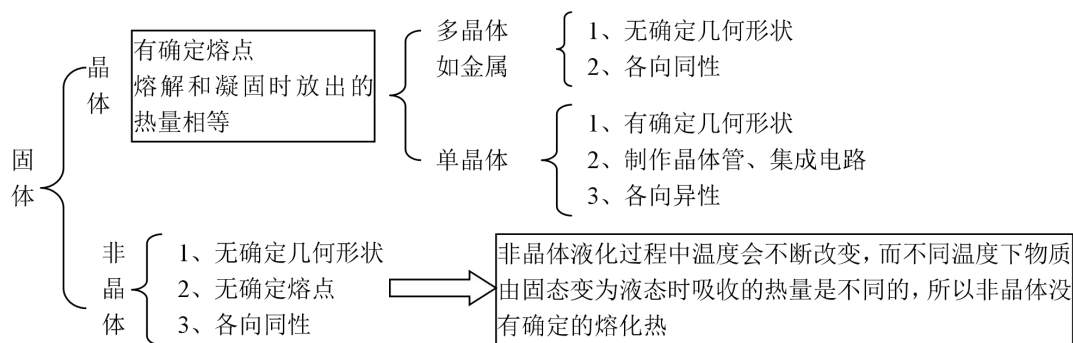 固体
晶体
有确定熔点
熔解和凝固时放出的
热量相等
多晶体
如金属
1、无确定几何形状
2、各向同性
单晶体
1、有确定几何形状
2、制作晶体管、集成电路
3、各向异性
非晶体
1、无确定几何形状
2、无确定熔点
3、各向同性
非晶体液化过程中温度会不断改变，而不同温度下物质
由固态变为液态时吸收的热量是不同的，所以非晶体没
有确定的熔化热